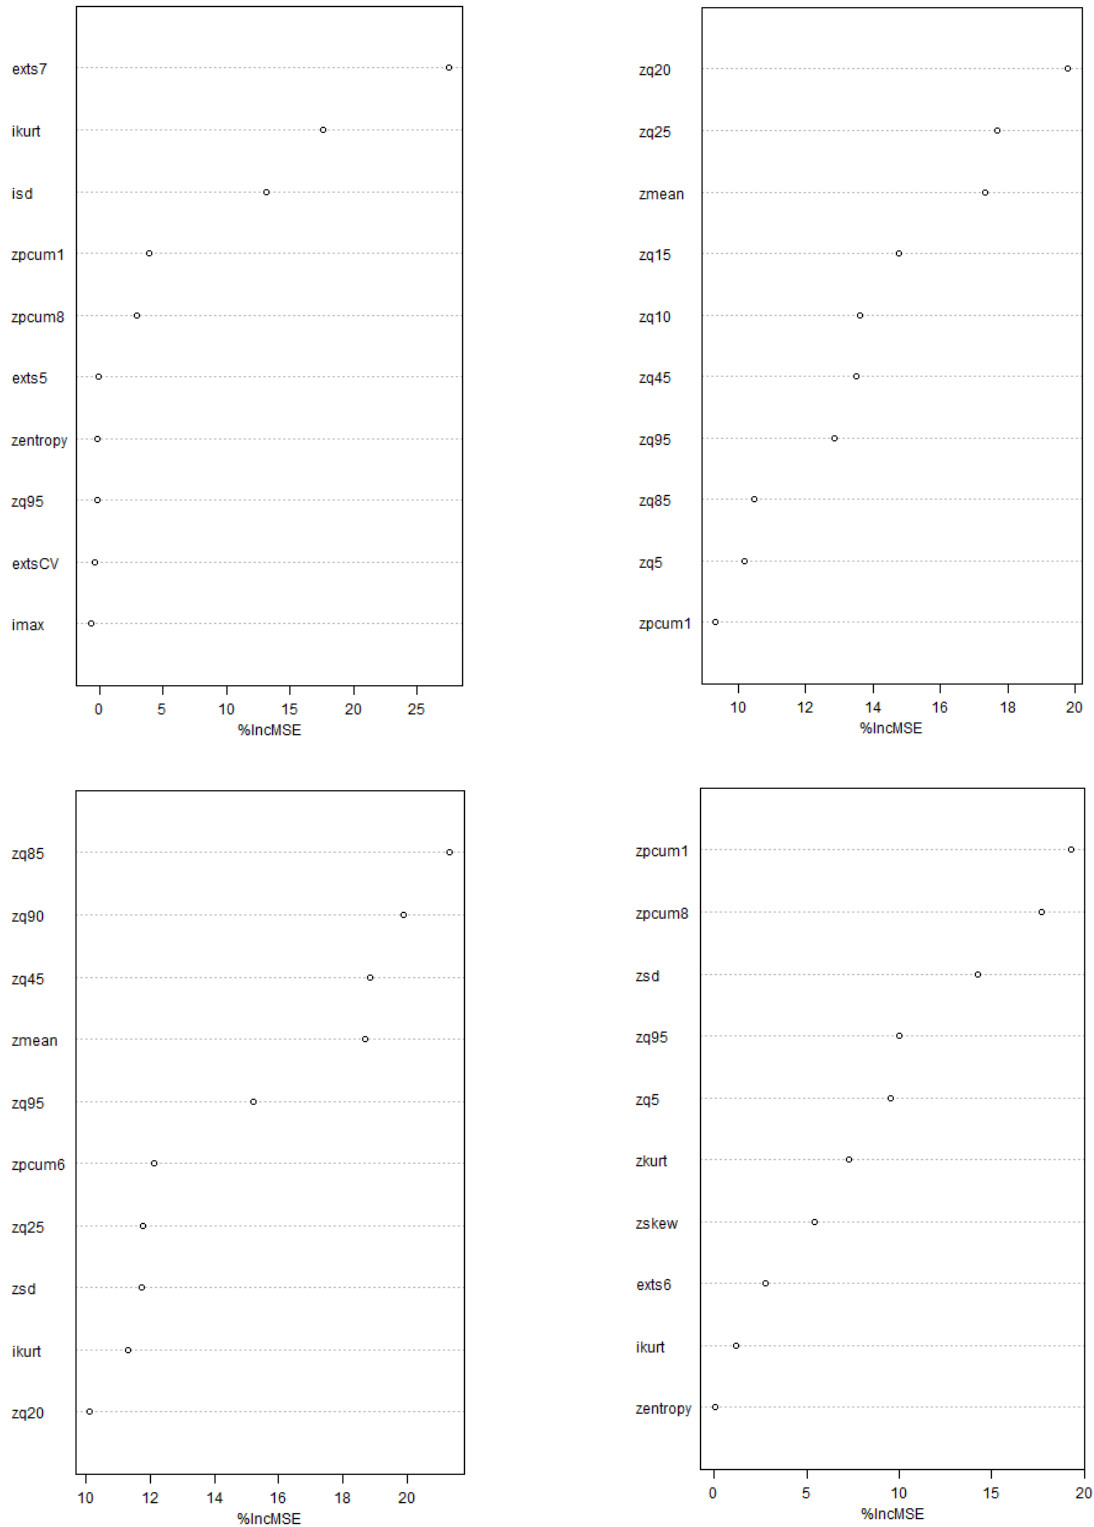 exts7
ikurt
isd
zpcum1
zpcum8
exts5
zentropy
zq95
extsCV
imax
0 5 10 15 20 25
%IncMSE
zq20
zq25
zmean
zq15
zq10
zq45
zq95
zq85
zq5
zpcum1
10 12 14 16 18 20
%IncMSE
zq85
zq90
zq45
zmean
zq95
zpcum6
zq25
zsd
ikurt
zq20
10 12 14 16 18 20
%IncMSE
zpcum1
zpcum8
zsd
zq95
zq5
zkurt
zskew
exts6
ikurt
zentropy
0 5 10 15 20
%IncMSE